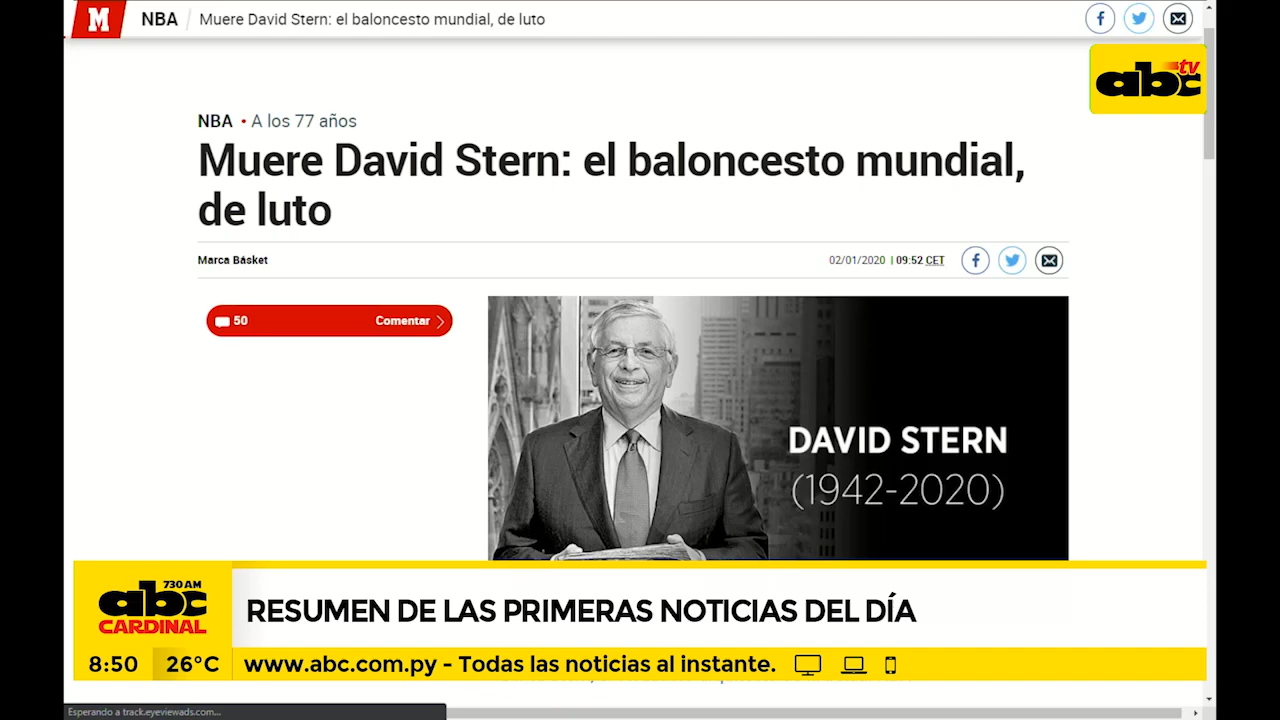 M
NBA
Muere David Stern: el baloncesto mundial, de luto
abc tv
NBA • A los 77 años
Muere David Stern: el baloncesto mundial,
de luto
Marca Básket
02/01/2020 | 09:52 CET
50
Comentar
DAVID STERN
(1942-2020)
730 AM
abc
CARDINAL
RESUMEN DE LAS PRIMERAS NOTICIAS DEL DÍA
8:50
26°C
www.abc.com.py - Todas las noticias al instante.
Esperando a track.eyeviewads.com...